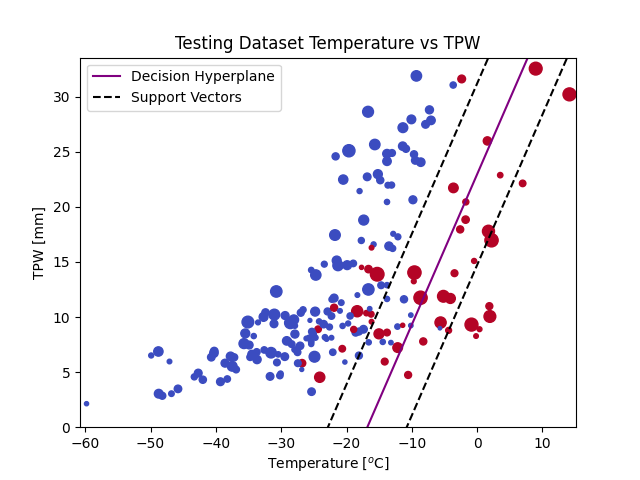 Testing Dataset Temperature vs TPW
Decision Hyperplane
Support Vectors
TPW [mm]
30
25
20
15
10
5
0
−60 −50 −40 −30 −20 −10 0 10
Temperature [°C]